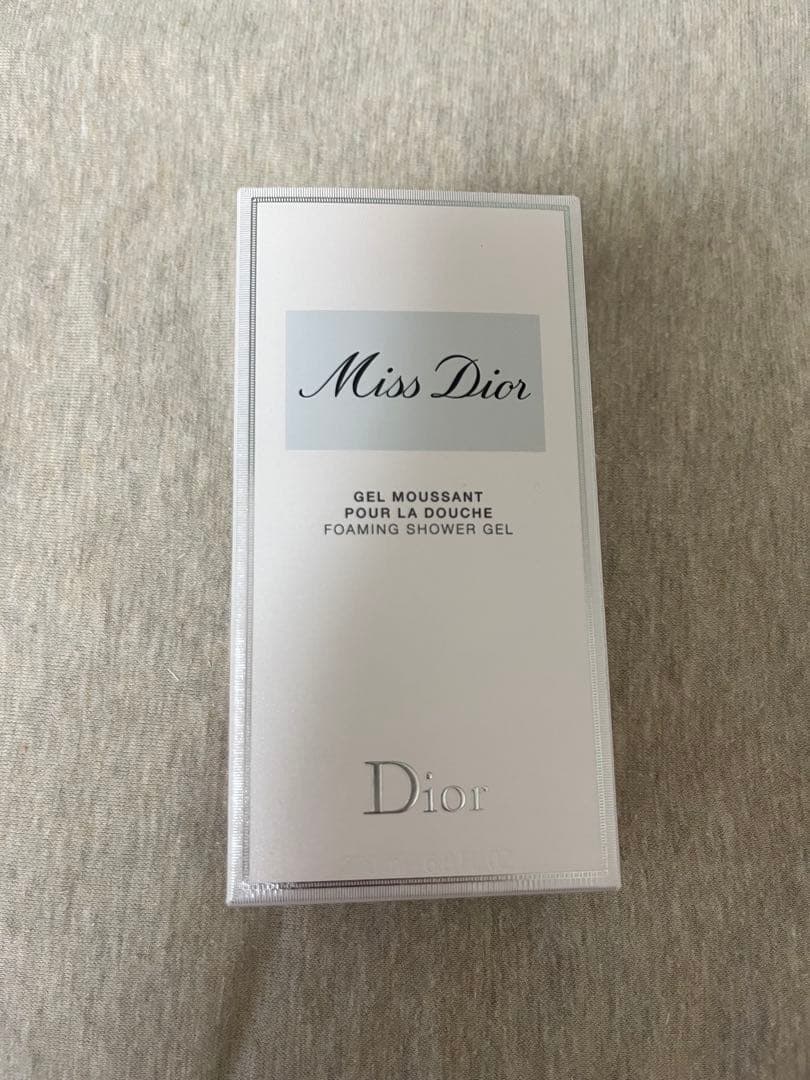 Miss Dior
GEL MOUSSANT
POUR LA DOUCHE
FOAMING SHOWER GEL
Dior